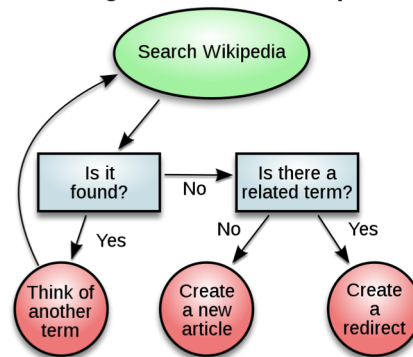 Search Wikipedia
Is it
found?
No
Is there a
related term?
Yes
No
Yes
Think of
another
term
Create
a new
article
Create
a
redirect